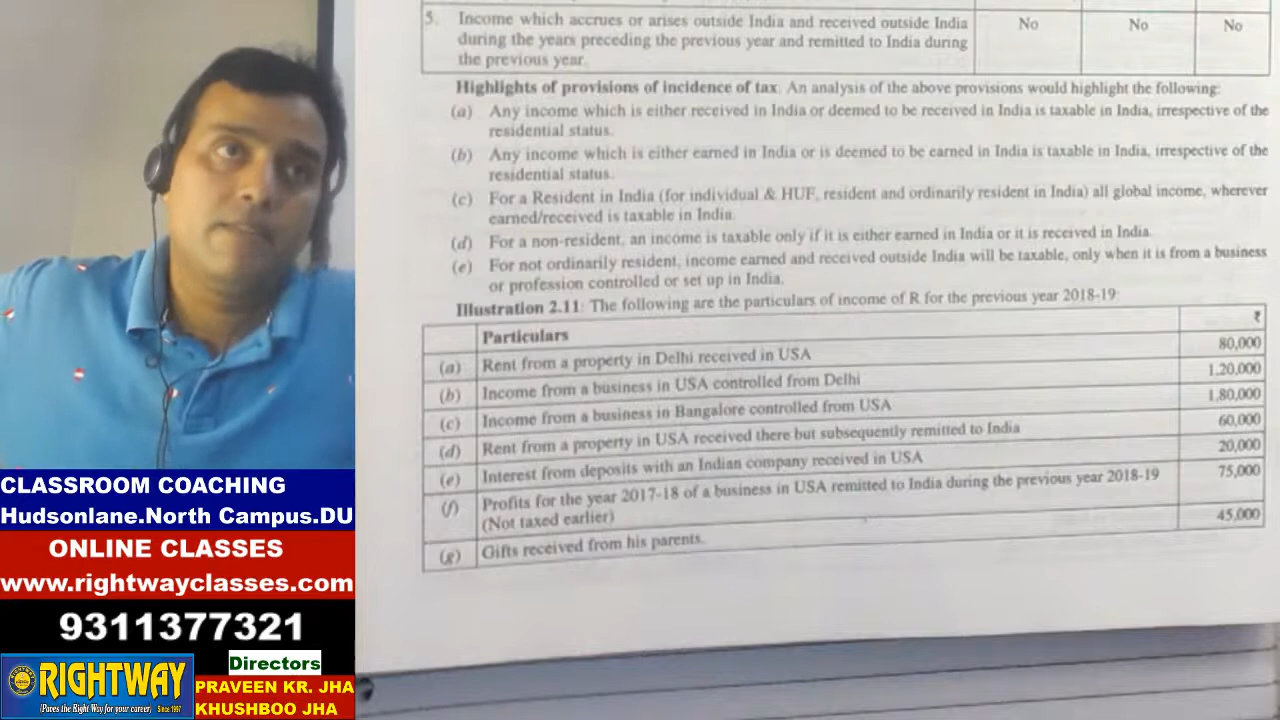 5. Income which accrues or arises outside India and received outside India No No No
during the years preceding the previous year and remitted to India during
the previous year.
Highlights of provisions of incidence of tax: An analysis of the above provisions would highlight the following:
(a) Any income which is either received in India or deemed to be received in India is taxable in India, irrespective of the
residential status.
(b) Any income which is either earned in India or is deemed to be earned in India is taxable in India, irrespective of the
residential status.
(c) For a Resident in India (for individual & HUF, resident and ordinarily resident in India) all global income, wherever
earned/received is taxable in India.
(d) For a non-resident, an income is taxable only if it is either earned in India or it is received in India.
(e) For not ordinarily resident, income earned and received outside India will be taxable, only when it is from a business
or profession controlled or set up in India.
Illustration 2.11: The following are the particulars of income of R for the previous year 2018-19:
Particulars ₹
(a) Rent from a property in Delhi received in USA 80,000
(b) Income from a business in USA controlled from Delhi 1,20,000
(c) Income from a business in Bangalore controlled from USA 1,80,000
(d) Rent from a property in USA received there but subsequently remitted to India 60,000
(e) Interest from deposits with an Indian company received in USA 20,000
(f) Profits for the year 2017-18 of a business in USA remitted to India during the previous year 2018-19 75,000
(Not taxed earlier)
(g) Gifts received from his parents. 45,000
CLASSROOM COACHING
Hudsonlane.North Campus.DU
ONLINE CLASSES
www.rightwayclasses.com
9311377321
RIGHTWAY
(Paves the Right Way for your career) Since 1997
Directors
PRAVEEN KR. JHA
KHUSHBOO JHA